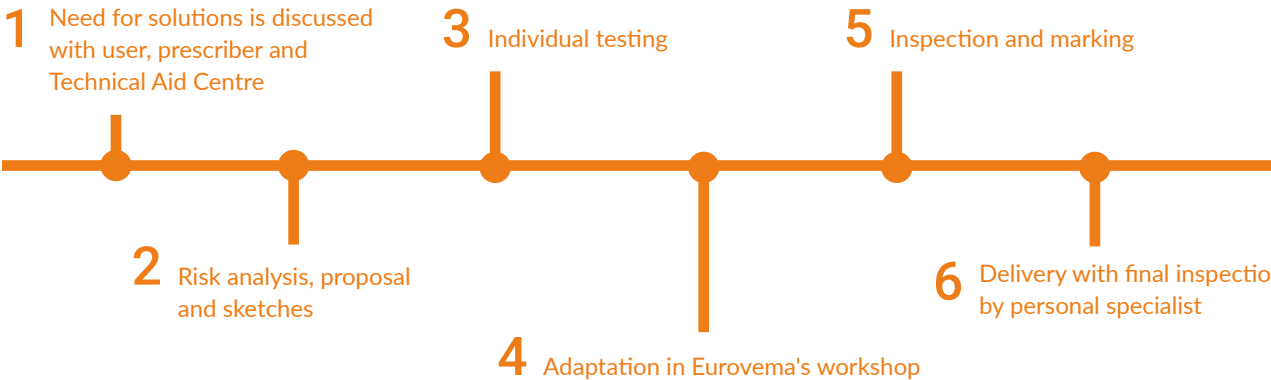 1 Need for solutions is discussed
with user, prescriber and
Technical Aid Centre
2 Risk analysis, proposal
and sketches
3 Individual testing
4 Adaptation in Eurovema's workshop
5 Inspection and marking
6 Delivery with final inspectio
by personal specialist